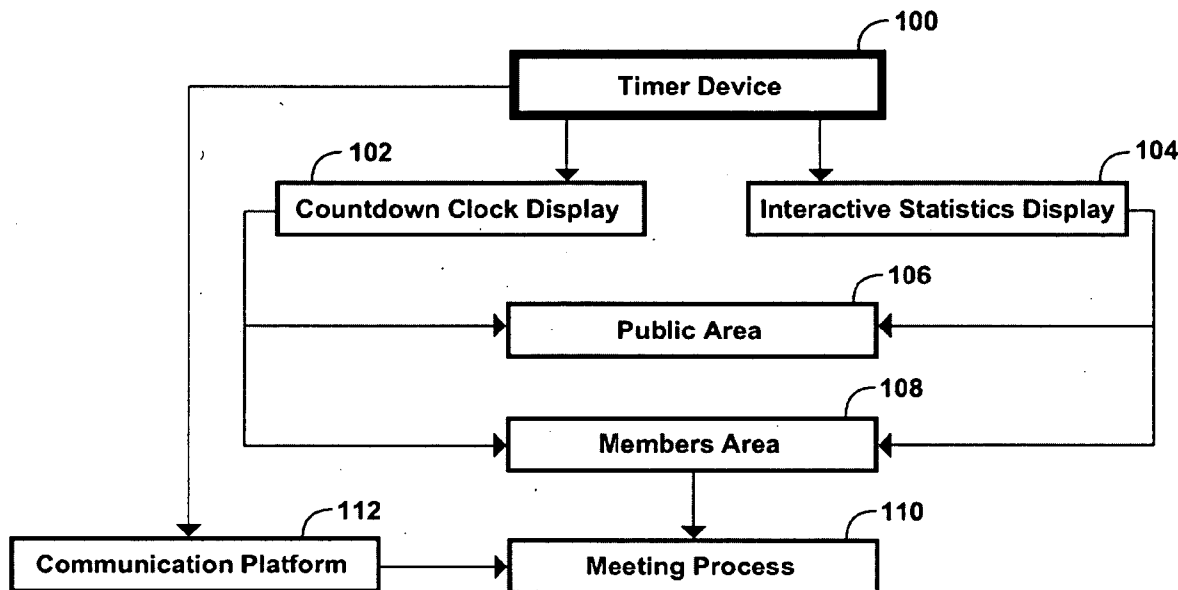 100
Timer Device
102
104
Countdown Clock Display
Interactive Statistics Display
106
Public Area
108
Members Area
112
110
Communication Platform
Meeting Process